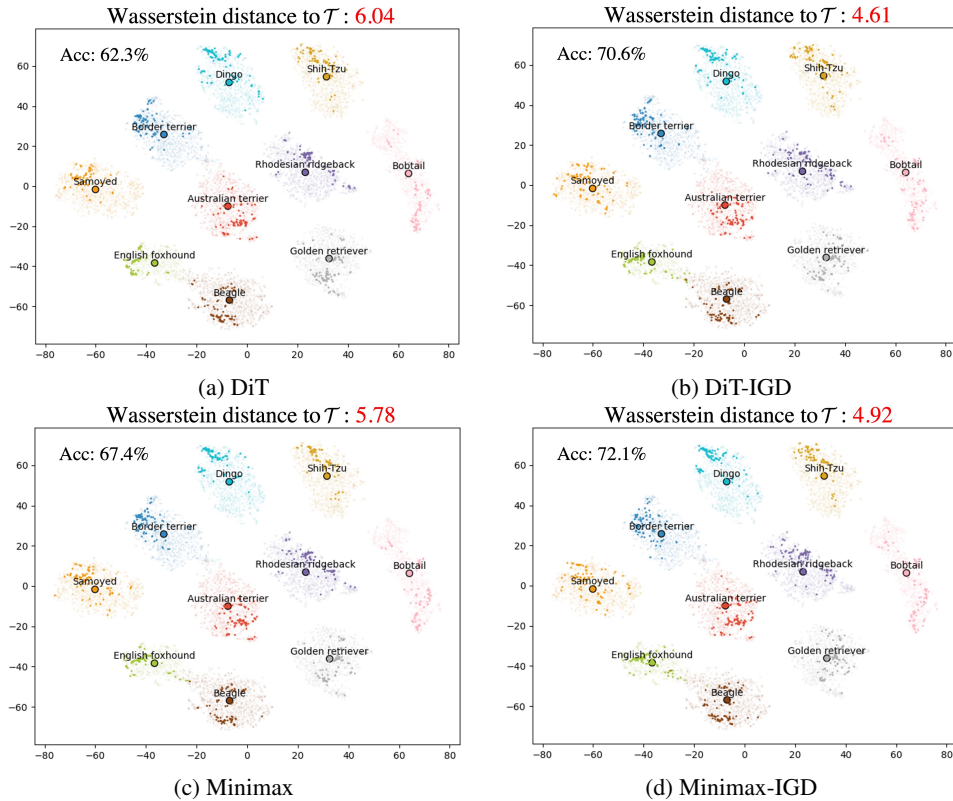 Wasserstein distance to 𝒯 : 6.04
Acc: 62.3%
Dingo
Shih-Tzu
Border terrier
Rhodesian ridgeback
Bobtail
Samoyed
Australian terrier
English foxhound
Golden retriever
Beagle
60
40
20
0
−20
−40
−60
−80 −60 −40 −20 0 20 40 60 80
(a) DiT
Wasserstein distance to 𝒯 : 4.61
Acc: 70.6%
Dingo
Shih-Tzu
Border terrier
Rhodesian ridgeback
Bobtail
Samoyed
Australian terrier
English foxhound
Golden retriever
Beagle
60
40
20
0
−20
−40
−60
−80 −60 −40 −20 0 20 40 60 80
(b) DiT-IGD
Wasserstein distance to 𝒯 : 5.78
Acc: 67.4%
Dingo
Shih-Tzu
Border terrier
Rhodesian ridgeback
Bobtail
Samoyed
Australian terrier
English foxhound
Golden retriever
Beagle
60
40
20
0
−20
−40
−60
−80 −60 −40 −20 0 20 40 60 80
(c) Minimax
Wasserstein distance to 𝒯 : 4.92
Acc: 72.1%
Dingo
Shih-Tzu
Border terrier
Rhodesian ridgeback
Bobtail
Samoyed
Australian terrier
English foxhound
Golden retriever
Beagle
60
40
20
0
−20
−40
−60
−80 −60 −40 −20 0 20 40 60 80
(d) Minimax-IGD